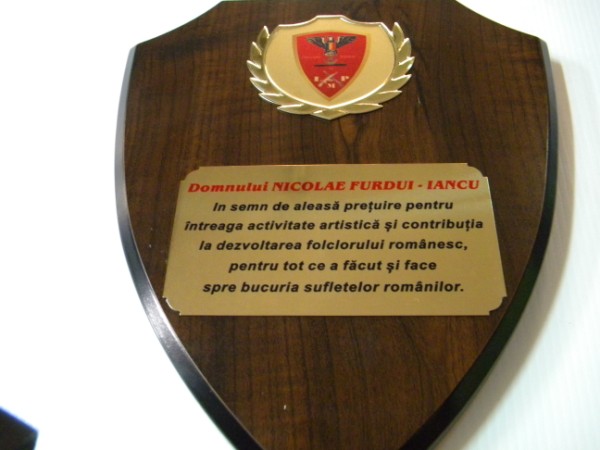 I M P
Domnului NICOLAE FURDUI - IANCU
In semn de aleasă prețuire pentru
întreaga activitate artistică și contribuția
la dezvoltarea folclorului românesc,
pentru tot ce a făcut și face
spre bucuria sufletelor românilor.